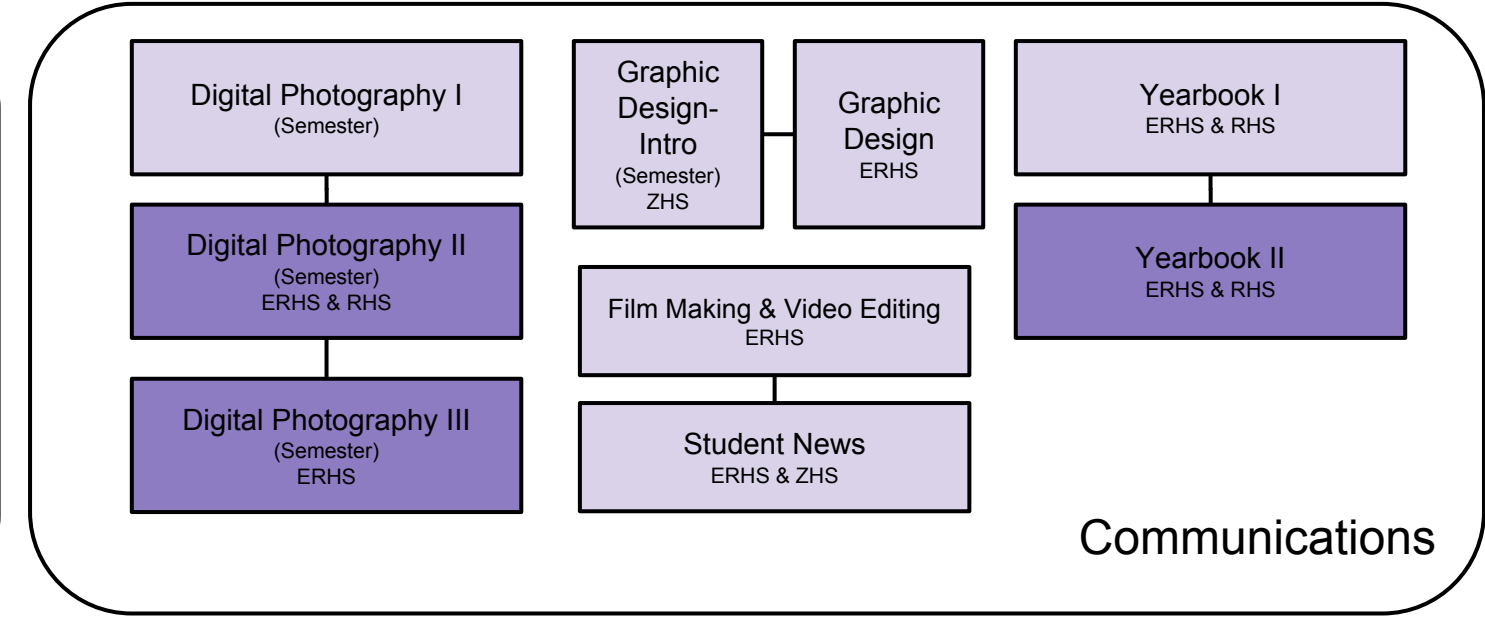 Digital Photography I
(Semester)
Digital Photography II
(Semester)
ERHS & RHS
Digital Photography III
(Semester)
ERHS
Graphic
Design-
Intro
(Semester)
ZHS
Graphic
Design
ERHS
Film Making & Video Editing
ERHS
Student News
ERHS & ZHS
Yearbook I
ERHS & RHS
Yearbook II
ERHS & RHS
Communications